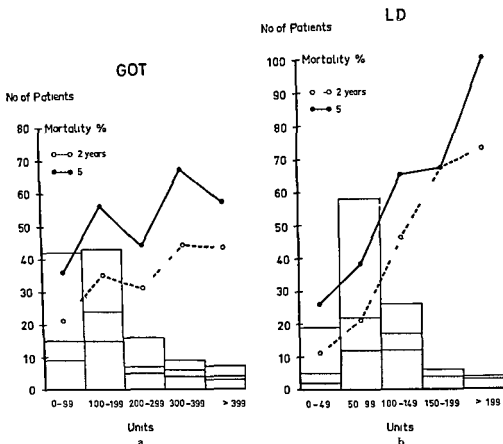 GOT
No of Patients
Mortality %
2 years
5
80
70
60
50
40
30
20
10
0
0-99 100-199 200-299 300-399 > 399
Units
a
LD
No of Patients
Mortality %
2 years
5
100
90
80
70
60
50
40
30
20
10
0
0-49 50 99 100-149 150-199 > 199
Units
b